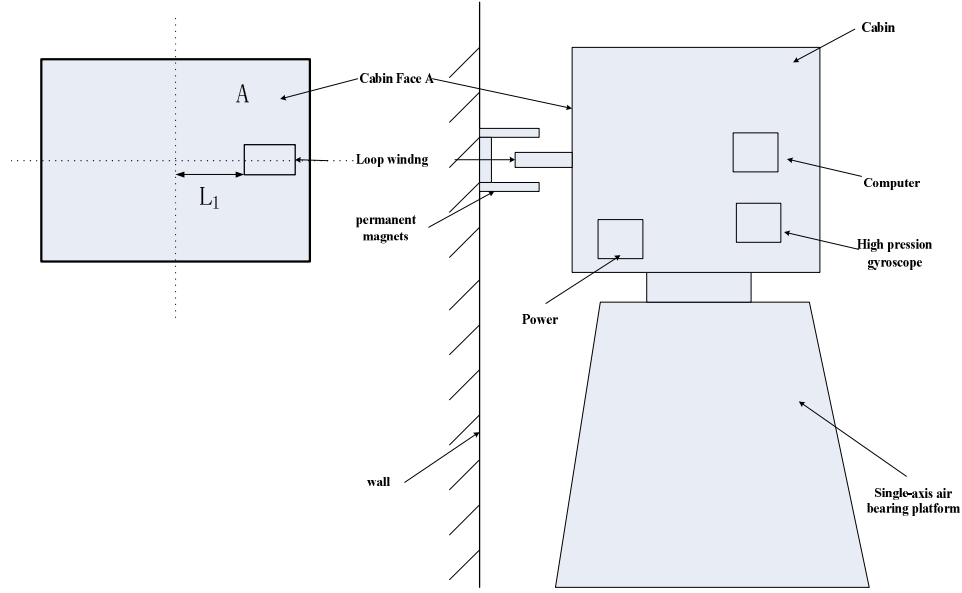 Cabin
A
Cabin Face A
Loop windng
L1
Computer
permanent
magnets
High pression
gyroscope
Power
wall
Single-axis air
bearing platform